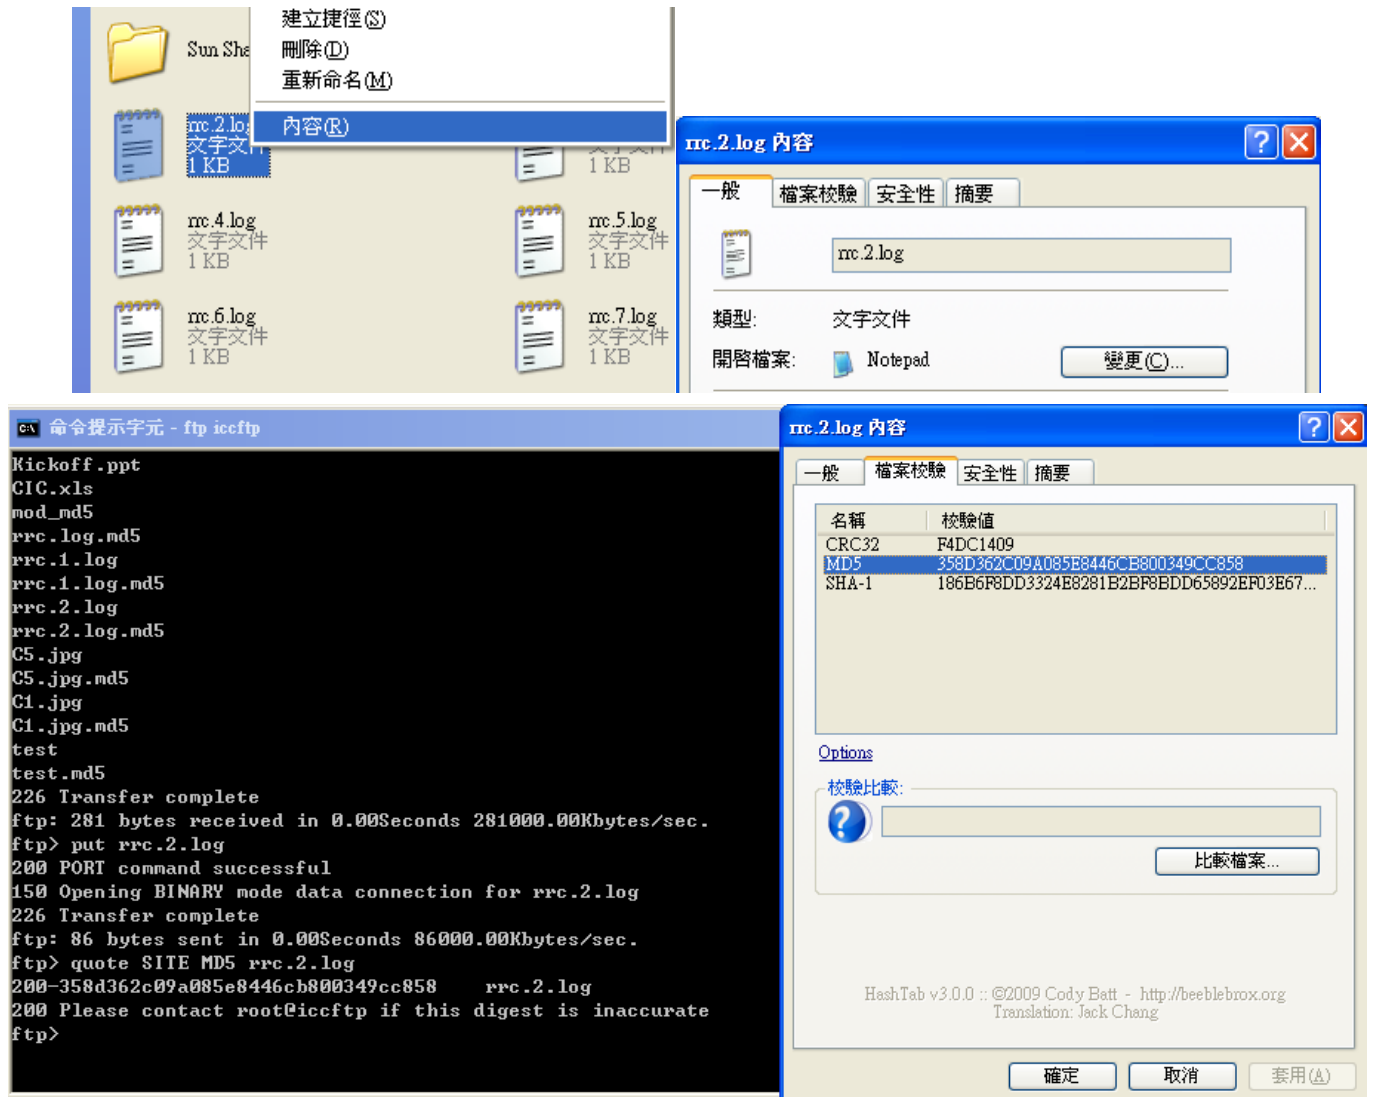 建立捷徑(S)
Sun Sha
刪除(D)
重新命名(M)
內容(R)
rrc.2.log
文字文件
1 KB
文字文件
1 KB
rrc.4.log
文字文件
1 KB
rrc.5.log
文字文件
1 KB
rrc.6.log
文字文件
1 KB
rrc.7.log
文字文件
1 KB
rrc.2.log 內容
一般 檔案校驗 安全性 摘要
rrc.2.log
類型: 文字文件
開啓檔案: Notepad 變更(C)...
命令提示字元 - ftp iccftp
Kickoff.ppt
CIC.xls
mod_md5
rrc.log.md5
rrc.1.log
rrc.1.log.md5
rrc.2.log
rrc.2.log.md5
C5.jpg
C5.jpg.md5
C1.jpg
C1.jpg.md5
test
test.md5
226 Transfer complete
ftp: 281 bytes received in 0.00Seconds 281000.00Kbytes/sec.
ftp> put rrc.2.log
200 PORT command successful
150 Opening BINARY mode data connection for rrc.2.log
226 Transfer complete
ftp: 86 bytes sent in 0.00Seconds 86000.00Kbytes/sec.
ftp> quote SITE MD5 rrc.2.log
200-358d362c09a085e8446cb800349cc858 rrc.2.log
200 Please contact root@iccftp if this digest is inaccurate
ftp>
rrc.2.log 內容
一般 檔案校驗 安全性 摘要
名稱 校驗值
CRC32 F4DC1409
MD5 358D362C09A085E8446CB800349CC858
SHA-1 186B6F8DD3324E8281B2BF8BDD65892EF03E67...
Options
校驗比較:
比較檔案...
HashTab v3.0.0 :: ©2009 Cody Batt - http://beeblebrox.org
Translation: Jack Chang
確定 取消 套用(A)